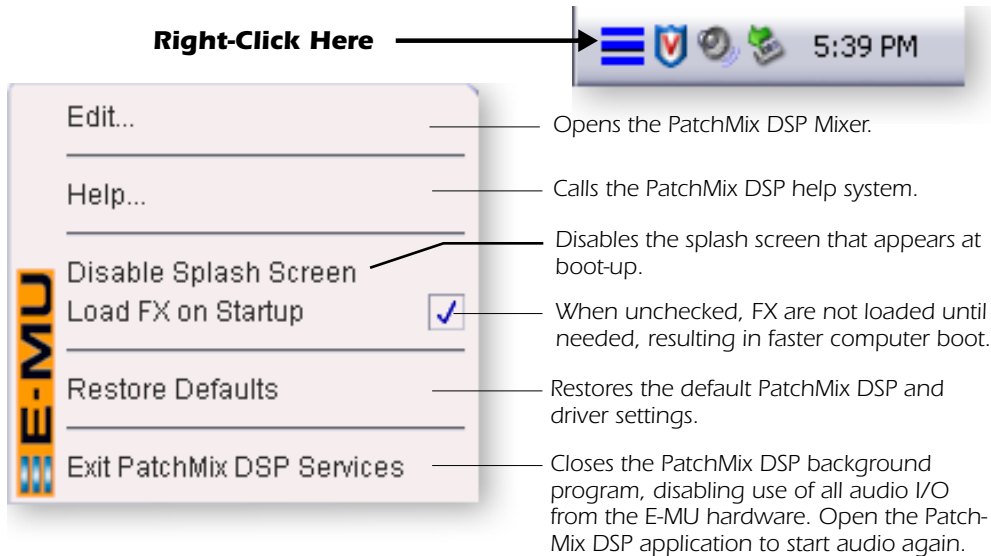 Right-Click Here
5:39 PM
Edit...
Opens the PatchMix DSP Mixer.
Help...
Calls the PatchMix DSP help system.
Disable Splash Screen
Disables the splash screen that appears at
boot-up.
Load FX on Startup
When unchecked, FX are not loaded until
needed, resulting in faster computer boot.
Restore Defaults
Restores the default PatchMix DSP and
driver settings.
Exit PatchMix DSP Services
Closes the PatchMix DSP background
program, disabling use of all audio I/O
from the E-MU hardware. Open the Patch-
Mix DSP application to start audio again.
E-MU
V